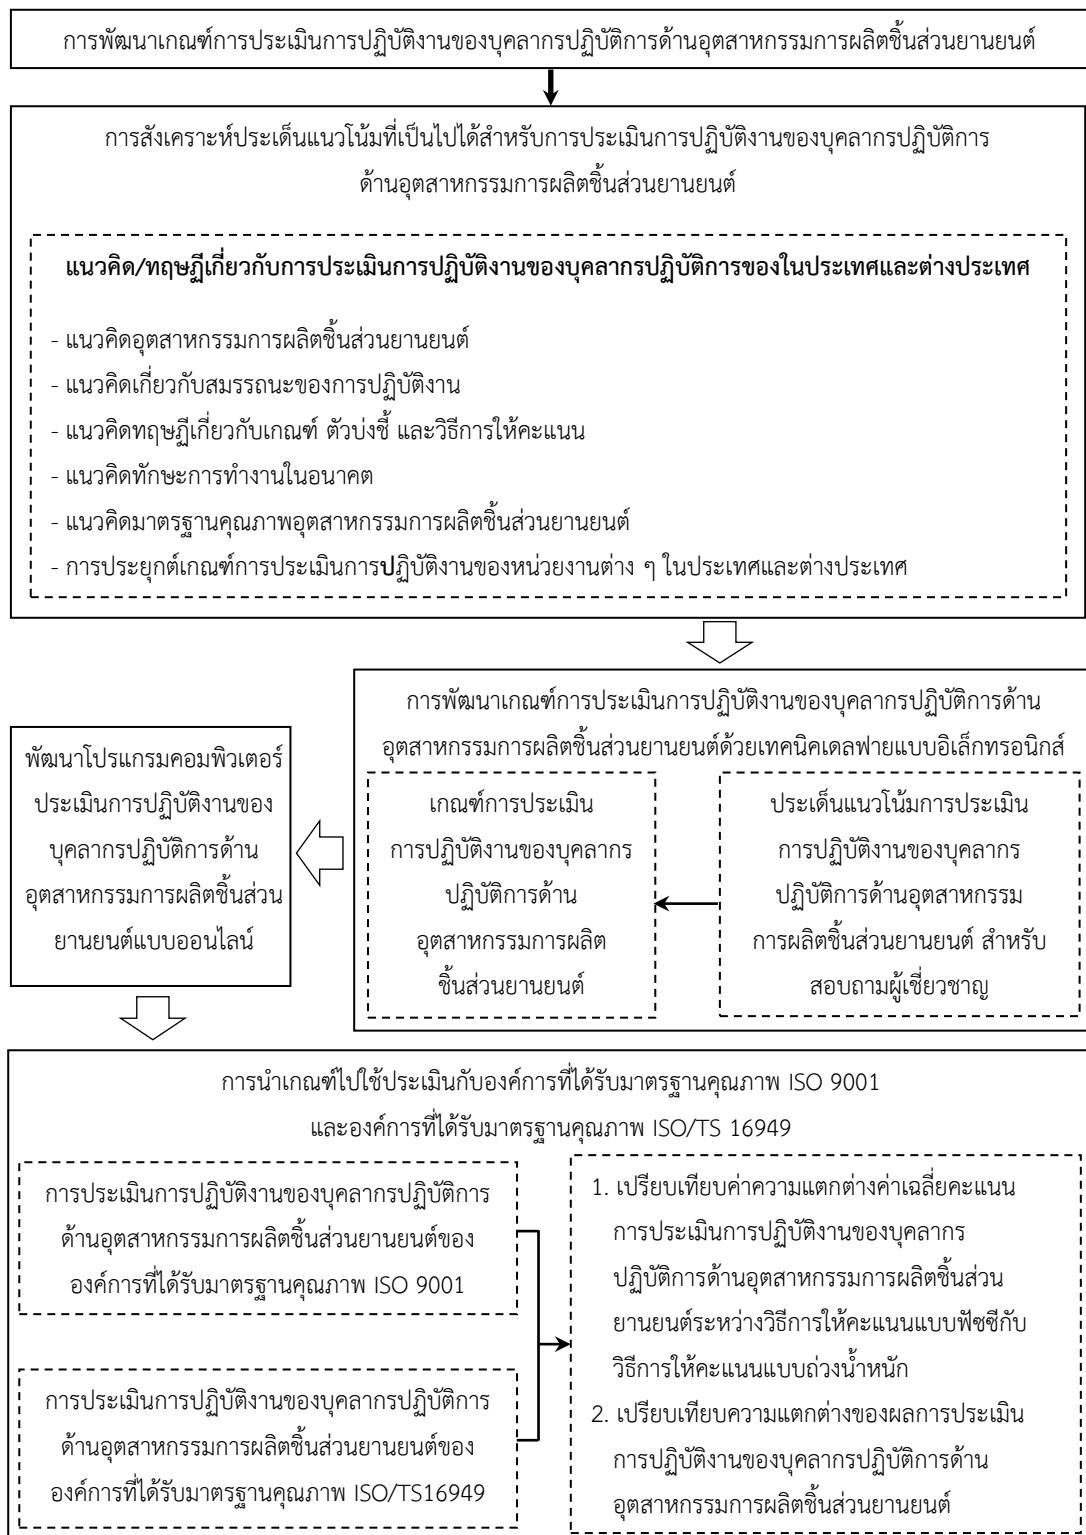 การพัฒนาเกณฑ์การประเมินการปฏิบัติงานของบุคลากรปฏิบัติการด้านอุตสาหกรรมการผลิตชิ้นส่วนยานยนต์
การสังเคราะห์ประเด็นแนวโน้มที่เป็นไปได้สำหรับการประเมินการปฏิบัติงานของบุคลากรปฏิบัติการ
ด้านอุตสาหกรรมการผลิตชิ้นส่วนยานยนต์
แนวคิด/ทฤษฎีเกี่ยวกับการประเมินการปฏิบัติงานของบุคลากรปฏิบัติการของในประเทศและต่างประเทศ
- แนวคิดอุตสาหกรรมการผลิตชิ้นส่วนยานยนต์
- แนวคิดเกี่ยวกับสมรรถนะของการปฏิบัติงาน
- แนวคิดทฤษฏีเกี่ยวกับเกณฑ์ ตัวบ่งชี้ และวิธีการให้คะแนน
- แนวคิดทักษะการทำงานในอนาคต
- แนวคิดมาตรฐานคุณภาพอุตสาหกรรมการผลิตชิ้นส่วนยานยนต์
- การประยุกต์เกณฑ์การประเมินการปฏิบัติงานของหน่วยงานต่าง ๆ ในประเทศและต่างประเทศ
การพัฒนาเกณฑ์การประเมินการปฏิบัติงานของบุคลากรปฏิบัติการด้าน
อุตสาหกรรมการผลิตชิ้นส่วนยานยนต์ด้วยเทคนิคเดลฟายแบบอิเล็กทรอนิกส์
ประเด็นแนวโน้มการประเมิน
การปฏิบัติงานของบุคลากร
ปฏิบัติการด้านอุตสาหกรรม
การผลิตชิ้นส่วนยานยนต์ สำหรับ
สอบถามผู้เชี่ยวชาญ
เกณฑ์การประเมิน
การปฏิบัติงานของบุคลากร
ปฏิบัติการด้าน
อุตสาหกรรมการผลิต
ชิ้นส่วนยานยนต์
พัฒนาโปรแกรมคอมพิวเตอร์
ประเมินการปฏิบัติงานของ
บุคลากรปฏิบัติการด้าน
อุตสาหกรรมการผลิตชิ้นส่วน
ยานยนต์แบบออนไลน์
การนำเกณฑ์ไปใช้ประเมินกับองค์การที่ได้รับมาตรฐานคุณภาพ ISO 9001
และองค์การที่ได้รับมาตรฐานคุณภาพ ISO/TS 16949
การประเมินการปฏิบัติงานของบุคลากรปฏิบัติการ
ด้านอุตสาหกรรมการผลิตชิ้นส่วนยานยนต์ของ
องค์การที่ได้รับมาตรฐานคุณภาพ ISO 9001
การประเมินการปฏิบัติงานของบุคลากรปฏิบัติการ
ด้านอุตสาหกรรมการผลิตชิ้นส่วนยานยนต์ของ
องค์การที่ได้รับมาตรฐานคุณภาพ ISO/TS16949
1. เปรียบเทียบค่าความแตกต่างค่าเฉลี่ยคะแนน
การประเมินการปฏิบัติงานของบุคลากร
ปฏิบัติการด้านอุตสาหกรรมการผลิตชิ้นส่วน
ยานยนต์ระหว่างวิธีการให้คะแนนแบบฟัซซีกับ
วิธีการให้คะแนนแบบถ่วงน้ำหนัก
2. เปรียบเทียบความแตกต่างของผลการประเมิน
การปฏิบัติงานของบุคลากรปฏิบัติการด้าน
อุตสาหกรรมการผลิตชิ้นส่วนยานยนต์